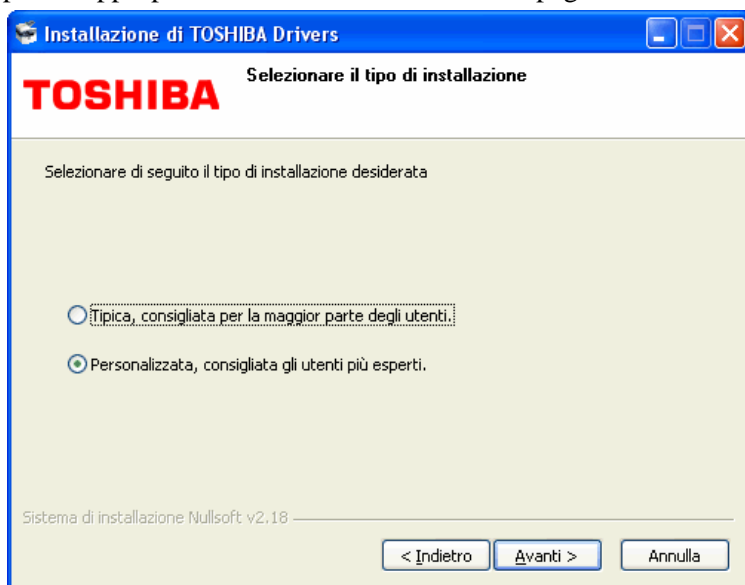 Installazione di TOSHIBA Drivers
TOSHIBA
Selezionare il tipo di installazione
Selezionare di seguito il tipo di installazione desiderata
Tipica, consigliata per la maggior parte degli utenti.
Personalizzata, consigliata gli utenti più esperti.
Sistema di installazione Nullsoft v2.18
< Indietro Avanti > Annulla